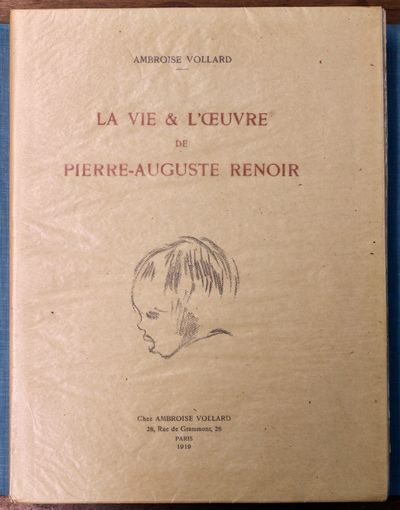 AMBROISE VOLLARD
LA VIE & L'ŒUVRE
DE
PIERRE-AUGUSTE RENOIR
Chez AMBROISE VOLLARD
28, Rue de Grammont, 28
PARIS
1919